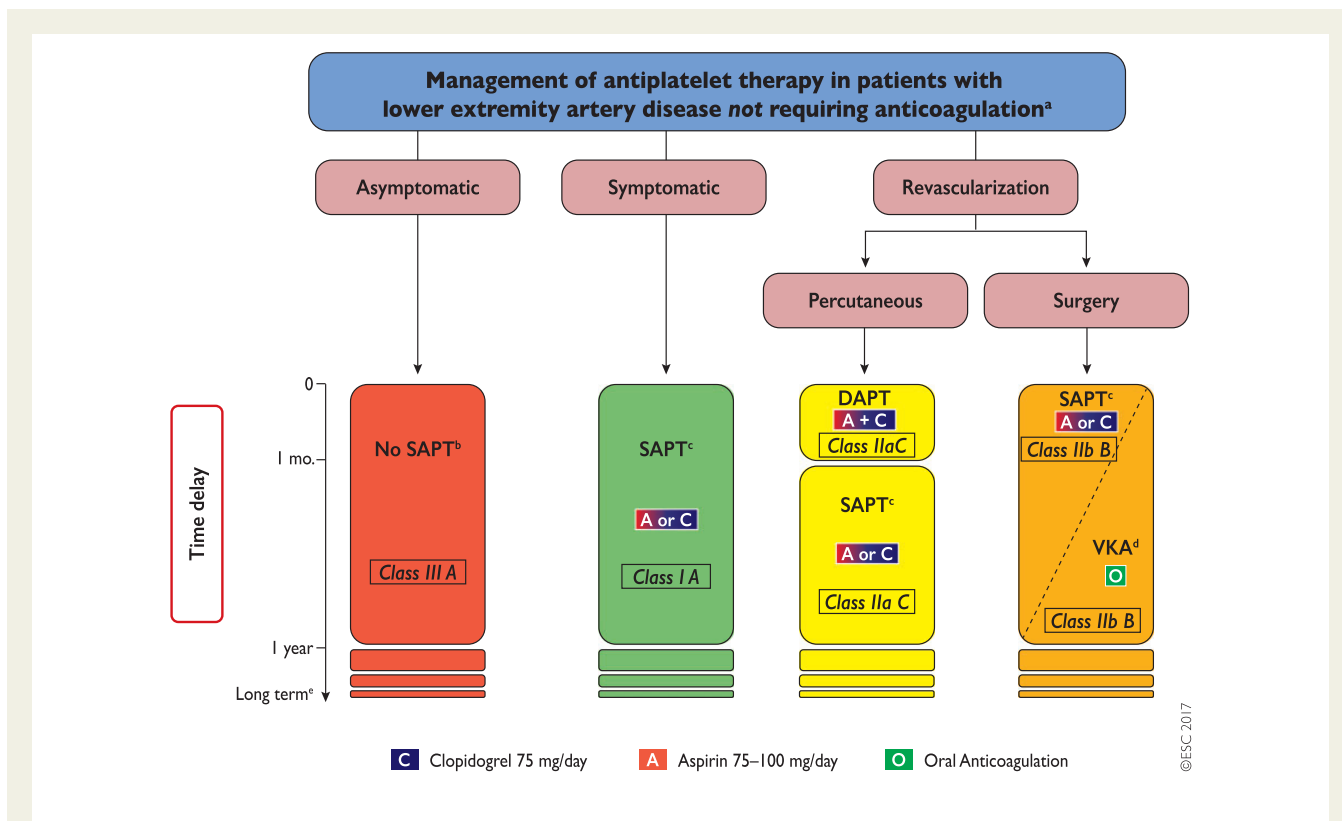 Management of antiplatelet therapy in patients with
lower extremity artery disease not requiring anticoagulationa
Asymptomatic
Symptomatic
Revascularization
Percutaneous
Surgery
Time delay
0
1 mo.
1 year
Long terme
No SAPTb
Class III A
SAPTc
A or C
Class I A
DAPT
A + C
Class IIaC
SAPTc
A or C
Class IIa C
SAPTc
A or C
Class IIb B
VKAd
O
Class IIb B
C Clopidogrel 75 mg/day
A Aspirin 75–100 mg/day
O Oral Anticoagulation
©ESC 2017